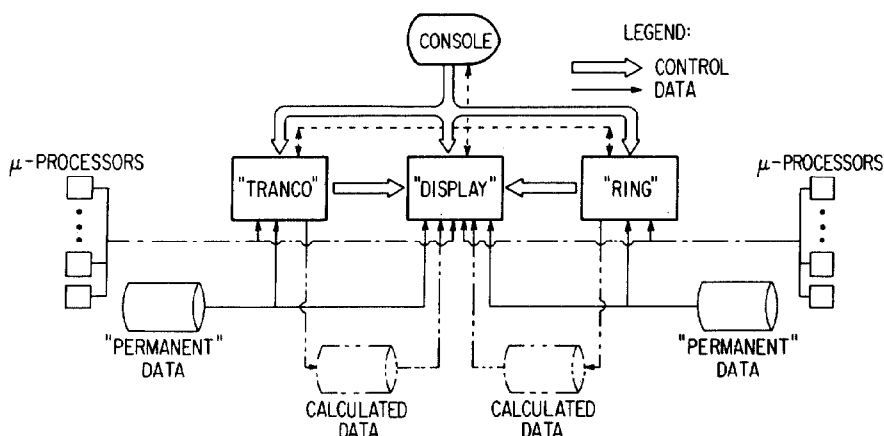 CONSOLE
LEGEND:
CONTROL
DATA
μ-PROCESSORS
μ-PROCESSORS
"TRANCO"
"DISPLAY"
"RING"
"PERMANENT"
DATA
"PERMANENT"
DATA
CALCULATED
DATA
CALCULATED
DATA